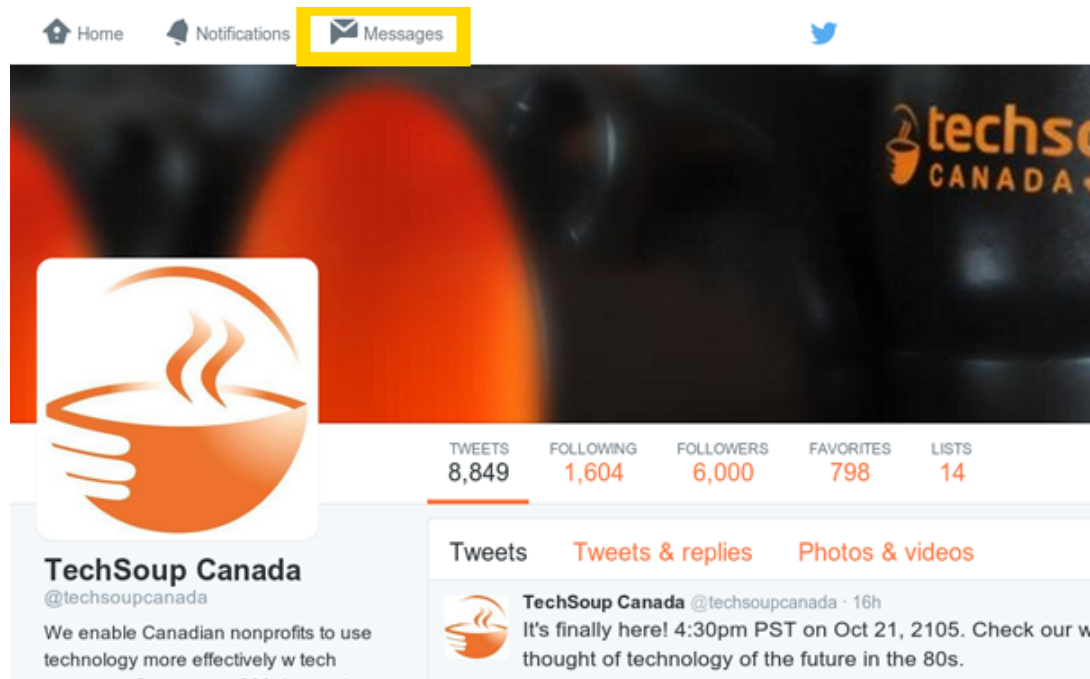 Home Notifications Messages
techso
CANADA
TWEETS FOLLOWING FOLLOWERS FAVORITES LISTS
8,849 1,604 6,000 798 14
Tweets Tweets & replies Photos & videos
TechSoup Canada
@techsoupcanada
We enable Canadian nonprofits to use
technology more effectively w tech
TechSoup Canada @techsoupcanada · 16h
It's finally here! 4:30pm PST on Oct 21, 2105. Check our w
thought of technology of the future in the 80s.